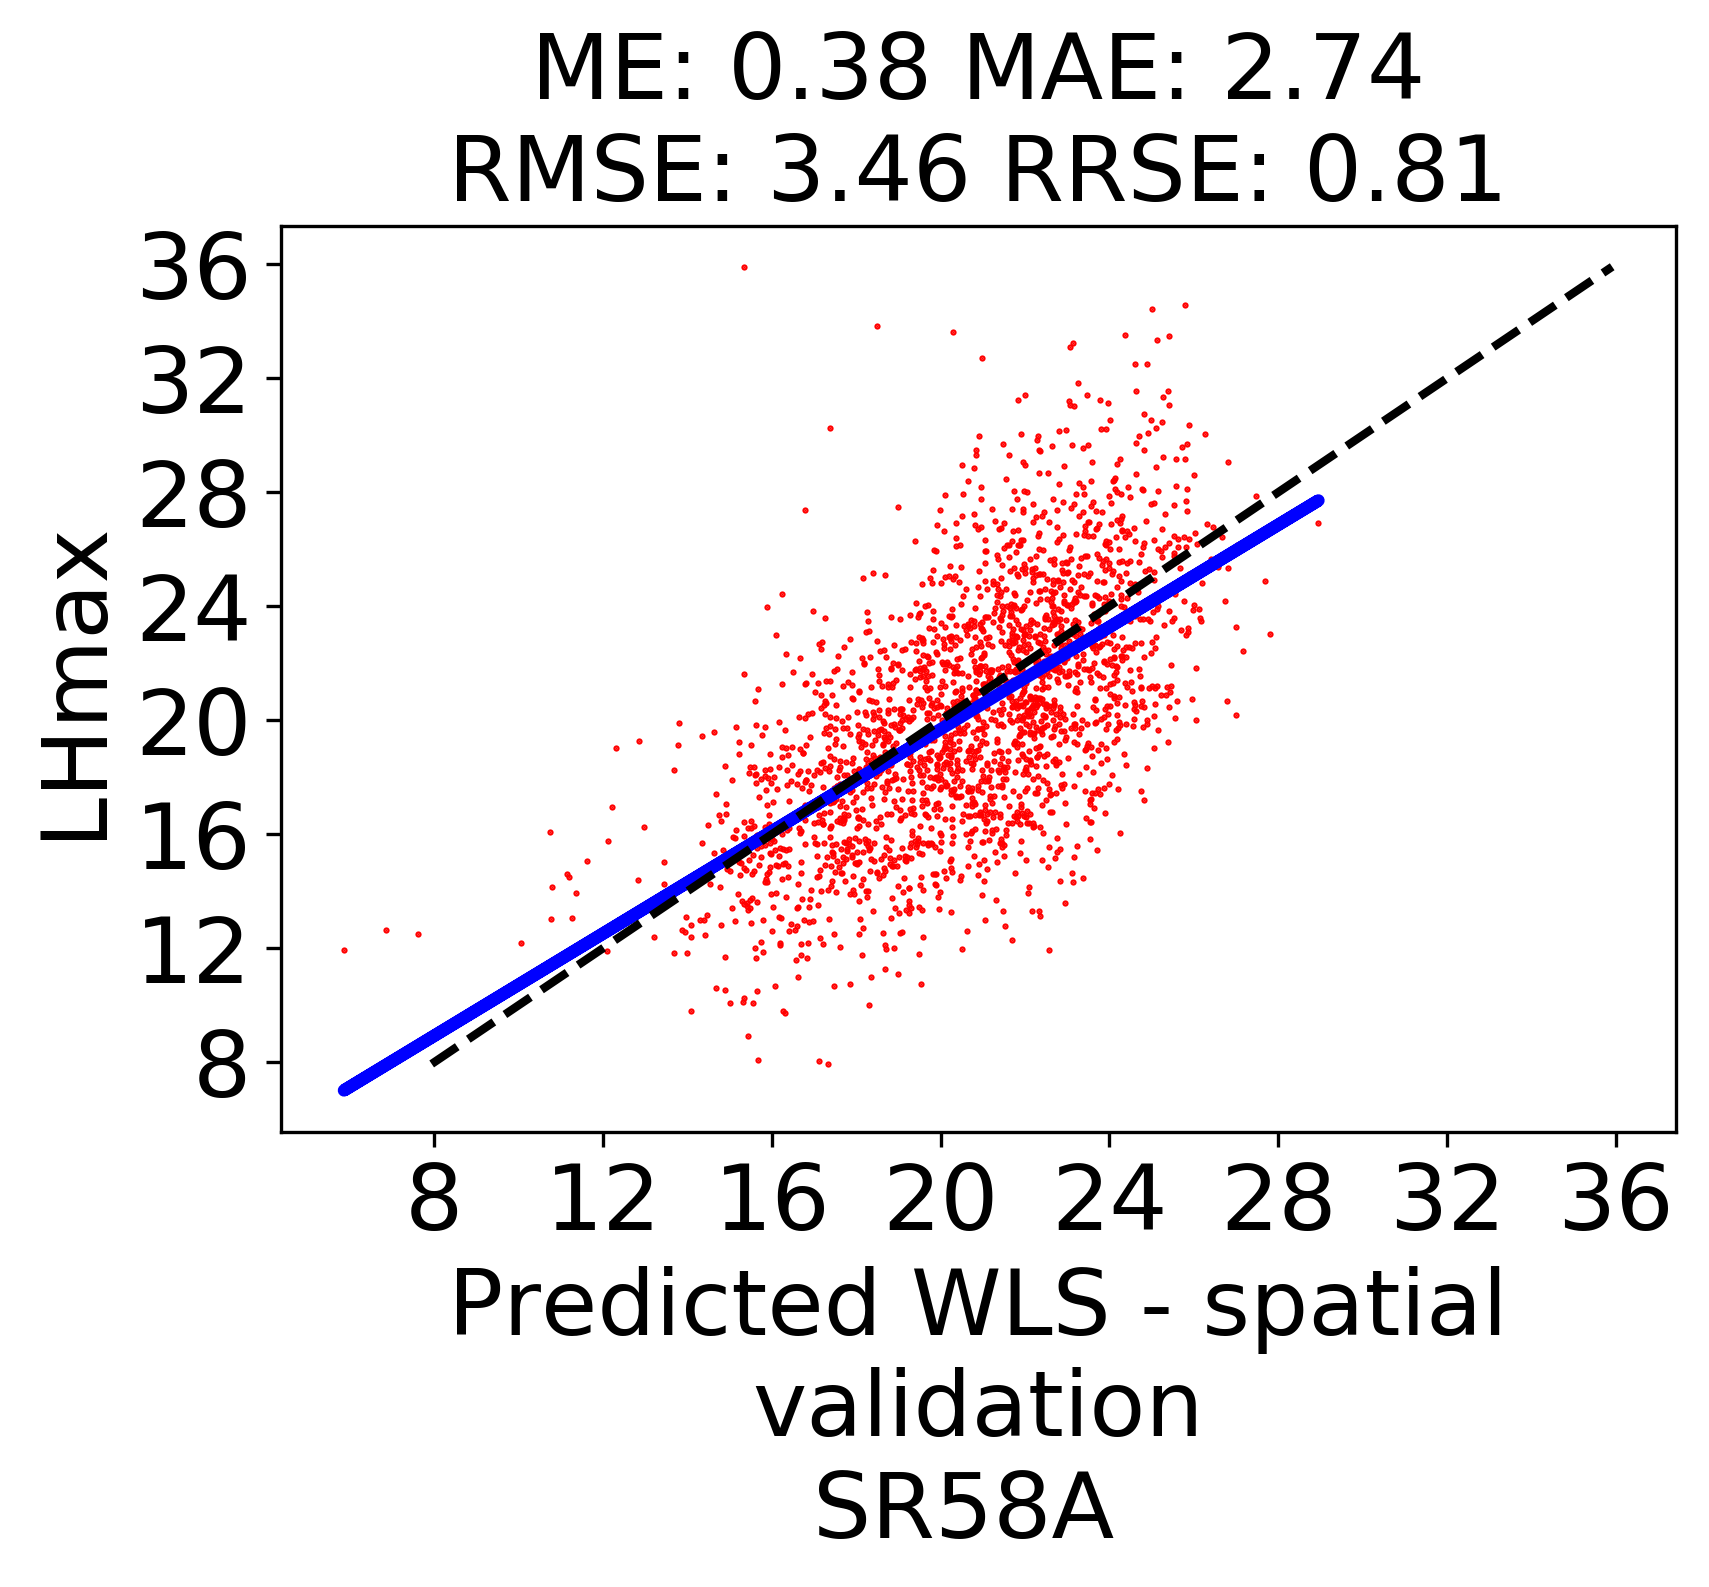 ME: 0.38 MAE: 2.74
RMSE: 3.46 RRSE: 0.81
36
32
28
24
20
16
12
8
LHmax
8 12 16 20 24 28 32 36
Predicted WLS - spatial
validation
SR58A